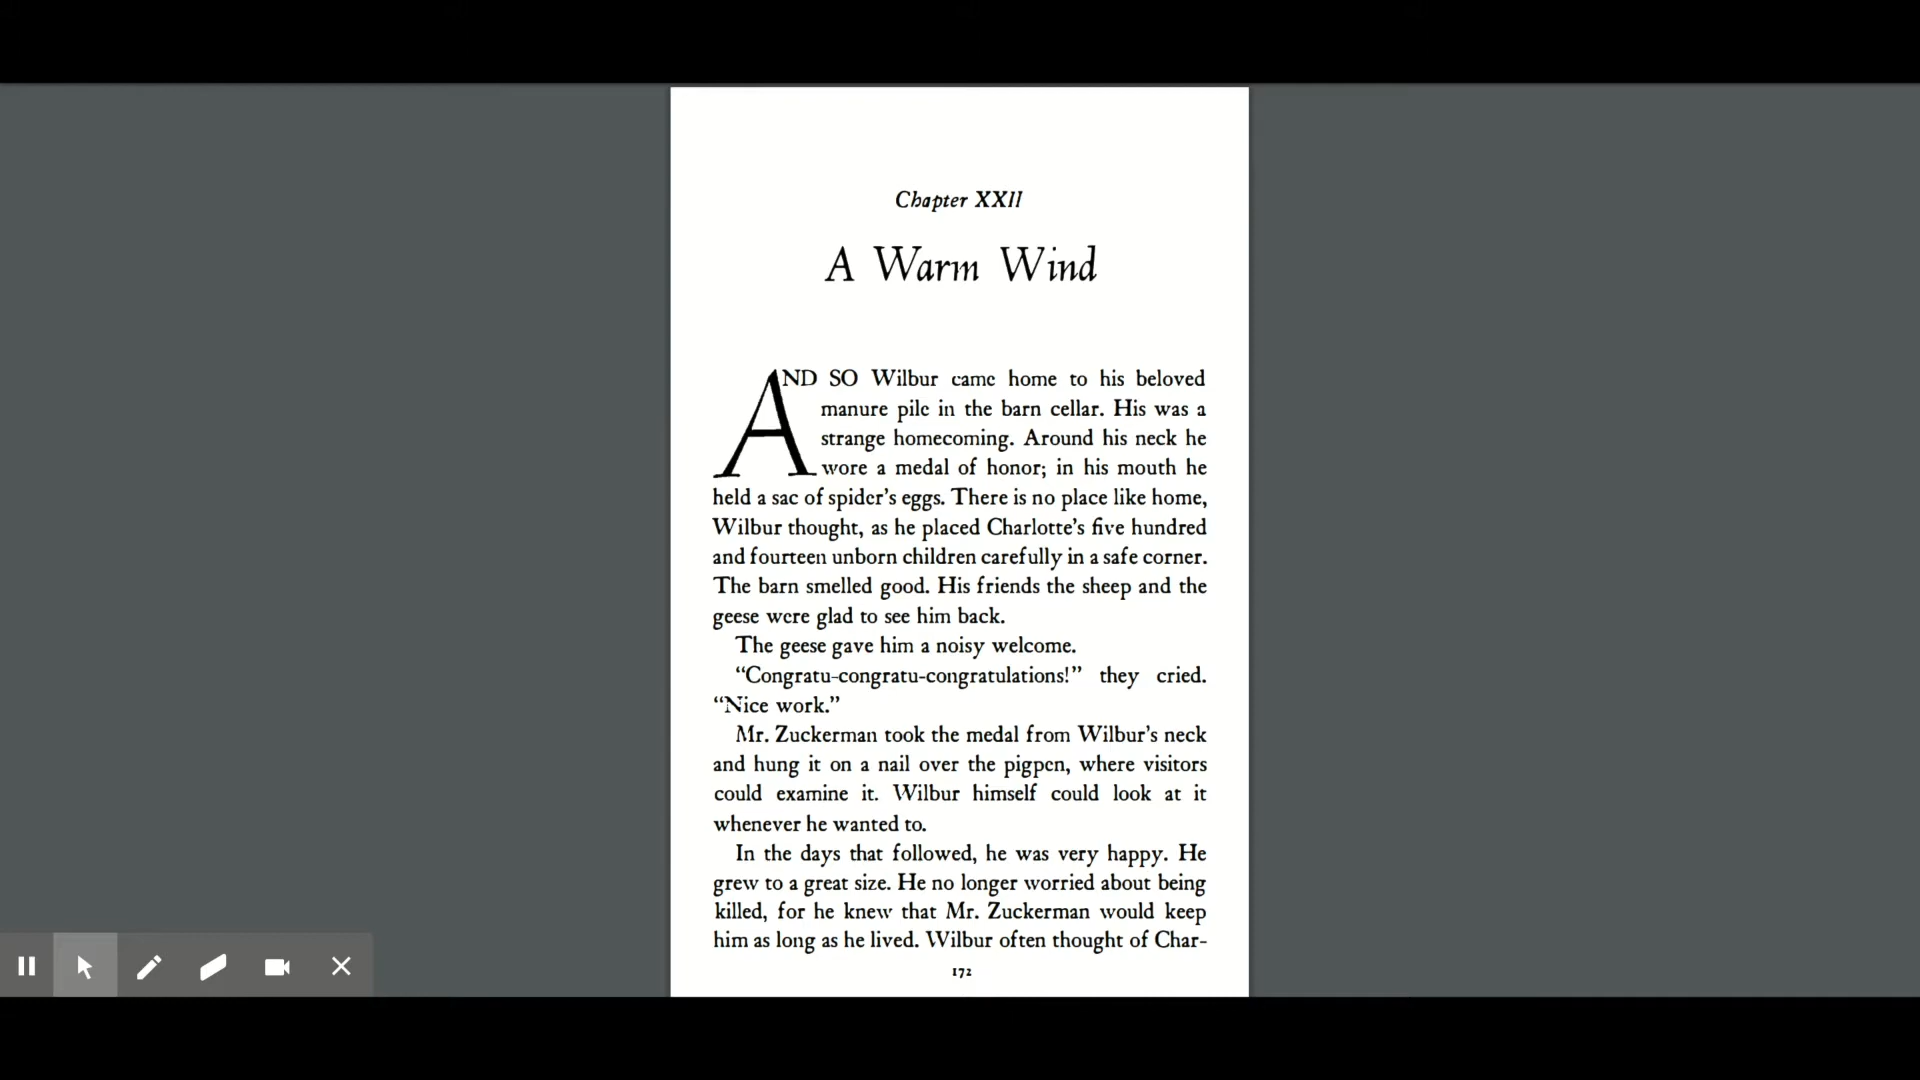 Chapter XXII
A Warm Wind
AND SO Wilbur came home to his beloved
manure pile in the barn cellar. His was a
strange homecoming. Around his neck he
wore a medal of honor; in his mouth he
held a sac of spider's eggs. There is no place like home,
Wilbur thought, as he placed Charlotte's five hundred
and fourteen unborn children carefully in a safe corner.
The barn smelled good. His friends the sheep and the
geese were glad to see him back.
The geese gave him a noisy welcome.
“Congratu-congratu-congratulations!” they cried.
“Nice work.”
Mr. Zuckerman took the medal from Wilbur's neck
and hung it on a nail over the pigpen, where visitors
could examine it. Wilbur himself could look at it
whenever he wanted to.
In the days that followed, he was very happy. He
grew to a great size. He no longer worried about being
killed, for he knew that Mr. Zuckerman would keep
him as long as he lived. Wilbur often thought of Char-
172